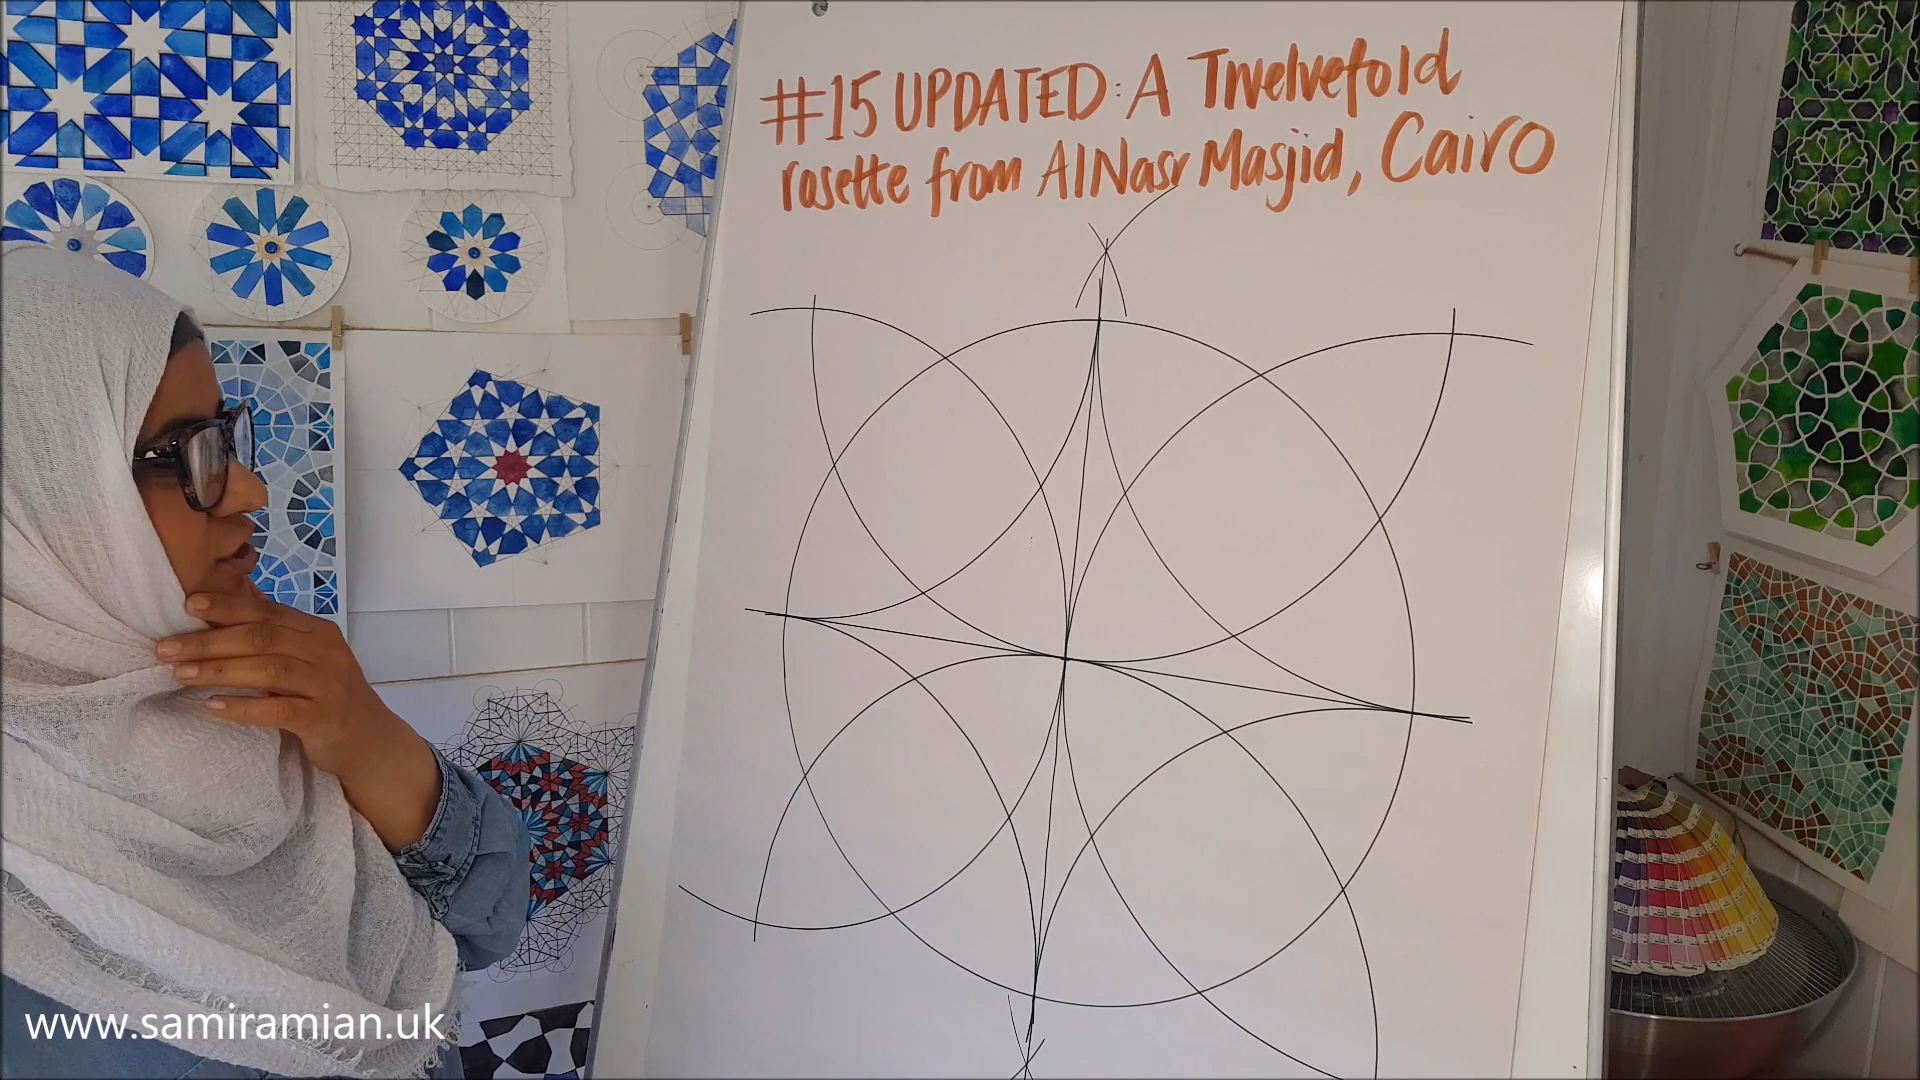 #15 UPDATED: A Twelvefold
rosette from AlNasr Masjid, Cairo
www.samiramian.uk